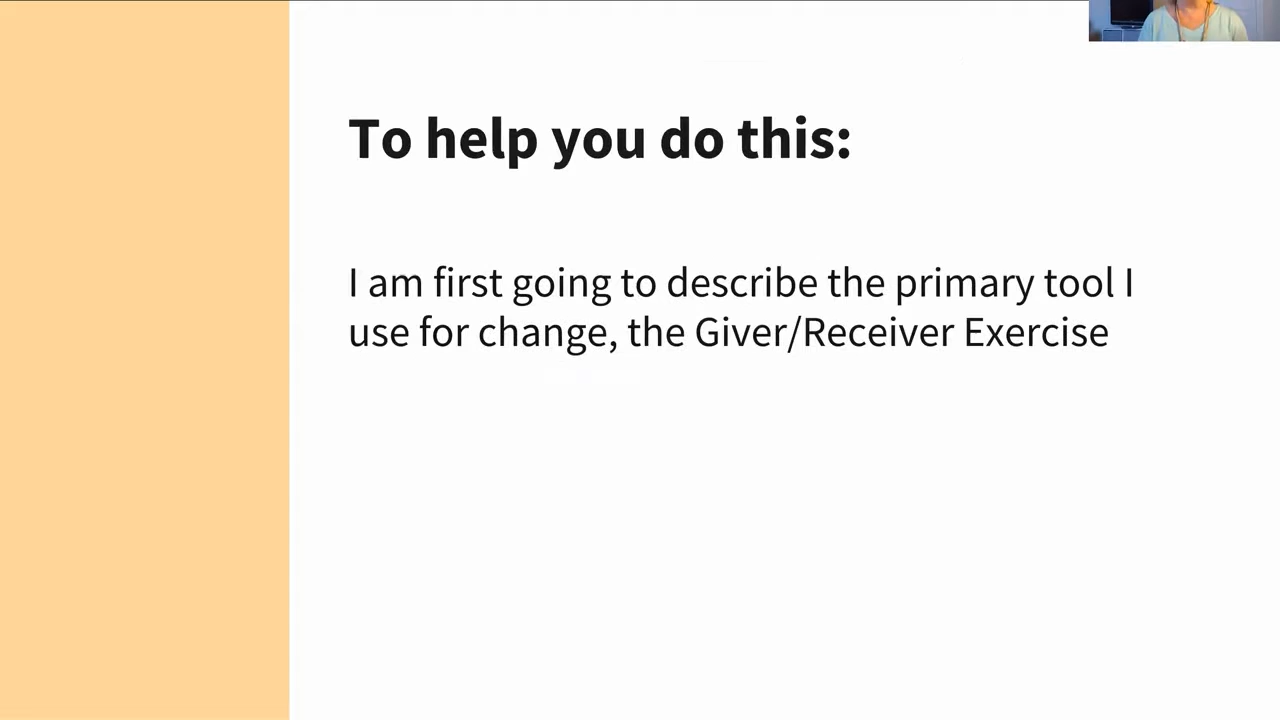 To help you do this:
I am first going to describe the primary tool I
use for change, the Giver/Receiver Exercise